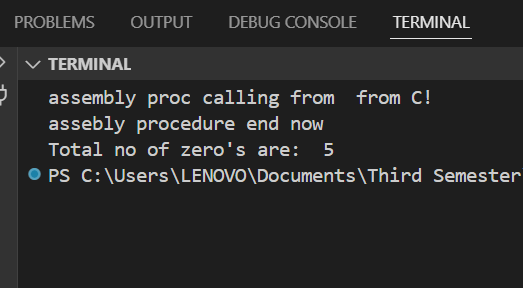 PROBLEMS OUTPUT DEBUG CONSOLE TERMINAL
TERMINAL
assembly proc calling from  from C!
assebly procedure end now
Total no of zero's are:  5
PS C:\Users\LENOVO\Documents\Third Semester